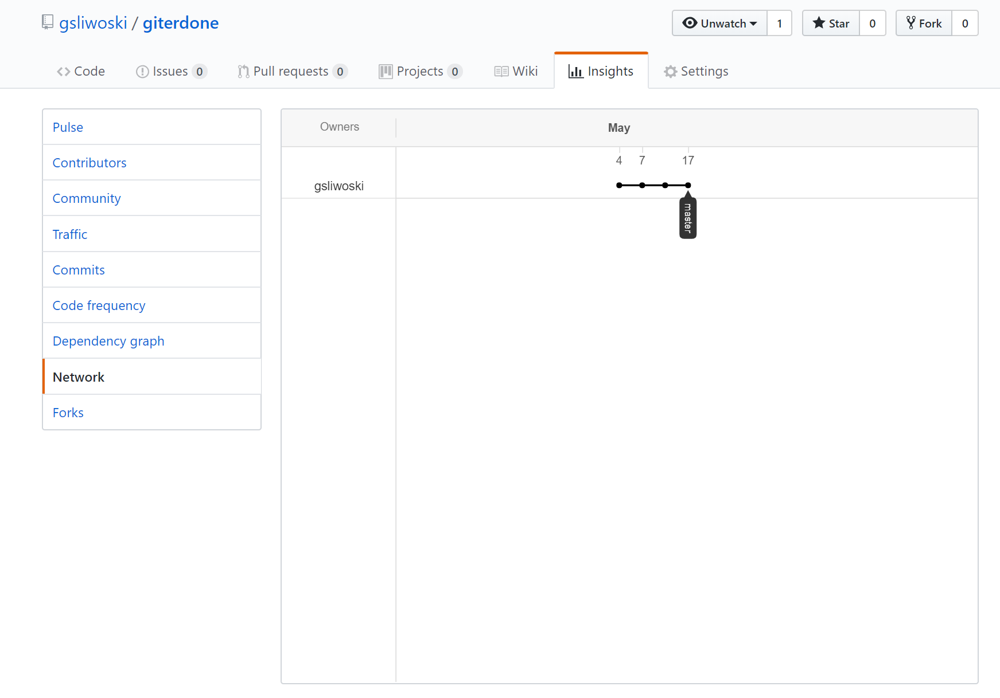 gsliwoski / giterdone
Unwatch 1 Star 0 Fork 0
Code Issues 0 Pull requests 0 Projects 0 Wiki Insights Settings
Pulse
Contributors
Community
Traffic
Commits
Code frequency
Dependency graph
Network
Forks
Owners May
4 7 17
gsliwoski
master